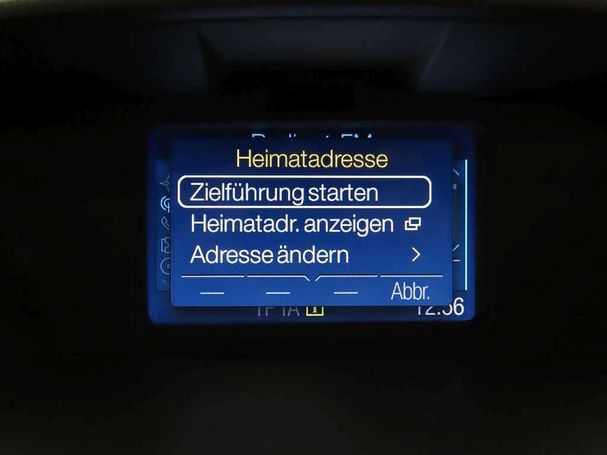 Heimatadresse
Zielführung starten
Heimatadr. anzeigen
Adresse ändern
Abbr.
12:56